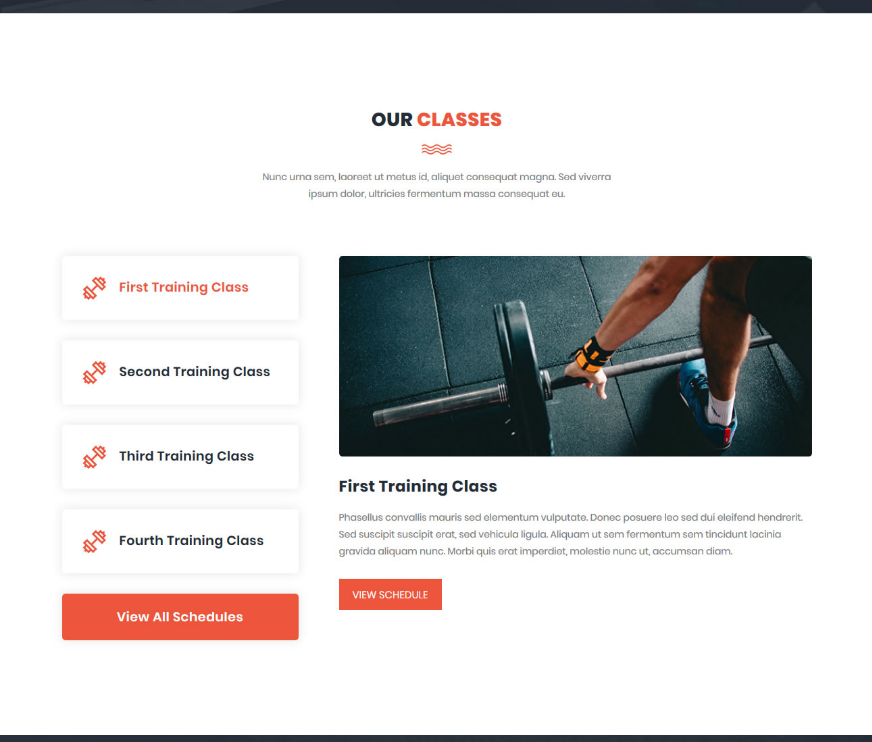 OUR CLASSES
Nunc urna sem, laoreet ut metus id, aliquet consequat magna. Sed viverra
ipsum dolor, ultricies fermentum massa consequat eu.
First Training Class
Second Training Class
Third Training Class
Fourth Training Class
View All Schedules
First Training Class
Phasellus convallis mauris sed elementum vulputate. Donec posuere leo sed dui eleifend hendrerit.
Sed suscipit suscipit erat, sed vehicula ligula. Aliquam ut sem fermentum sem tincidunt lacinia
gravida aliquam nunc. Morbi quis erat imperdiet, molestie nunc ut, accumsan diam.
VIEW SCHEDULE